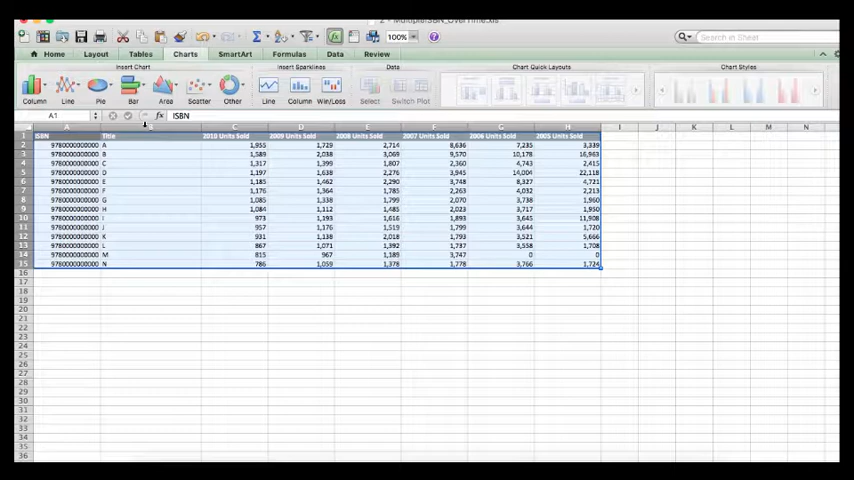 2 - MultipleISBN_OverTime.xls
100%
Search in Sheet
Home Layout Tables Charts SmartArt Formulas Data Review
Insert Chart Insert Sparklines Data Chart Quick Layouts Chart Styles
Column Line Pie Bar Area Scatter Other Line Column Win/Loss Select Switch Plot
A1 fx ISBN
A B C D E F G H I J K L M N
1 ISBN Title 2010 Units Sold 2009 Units Sold 2008 Units Sold 2007 Units Sold 2006 Units Sold 2005 Units Sold
2 9780000000000 A 1,955 1,729 2,714 8,636 7,235 3,339
3 9780000000000 B 1,589 2,038 3,069 9,570 10,178 16,963
4 9780000000000 C 1,317 1,399 1,807 2,360 4,743 2,415
5 9780000000000 D 1,197 1,638 2,276 3,945 14,004 22,118
6 9780000000000 E 1,185 1,462 2,290 3,748 8,327 4,721
7 9780000000000 F 1,176 1,364 1,785 2,263 4,032 2,213
8 9780000000000 G 1,085 1,338 1,799 2,070 3,738 1,960
9 9780000000000 H 1,084 1,112 1,485 2,023 3,717 1,950
10 9780000000000 I 973 1,193 1,616 1,893 3,645 11,908
11 9780000000000 J 957 1,176 1,519 1,799 3,644 1,720
12 9780000000000 K 931 1,138 2,018 1,793 3,521 5,666
13 9780000000000 L 867 1,071 1,392 1,737 3,558 1,708
14 9780000000000 M 815 967 1,189 3,747 0 0
15 9780000000000 N 786 1,059 1,378 1,778 3,766 1,724
16
17
18
19
20
21
22
23
24
25
26
27
28
29
30
31
32
33
34
35
36